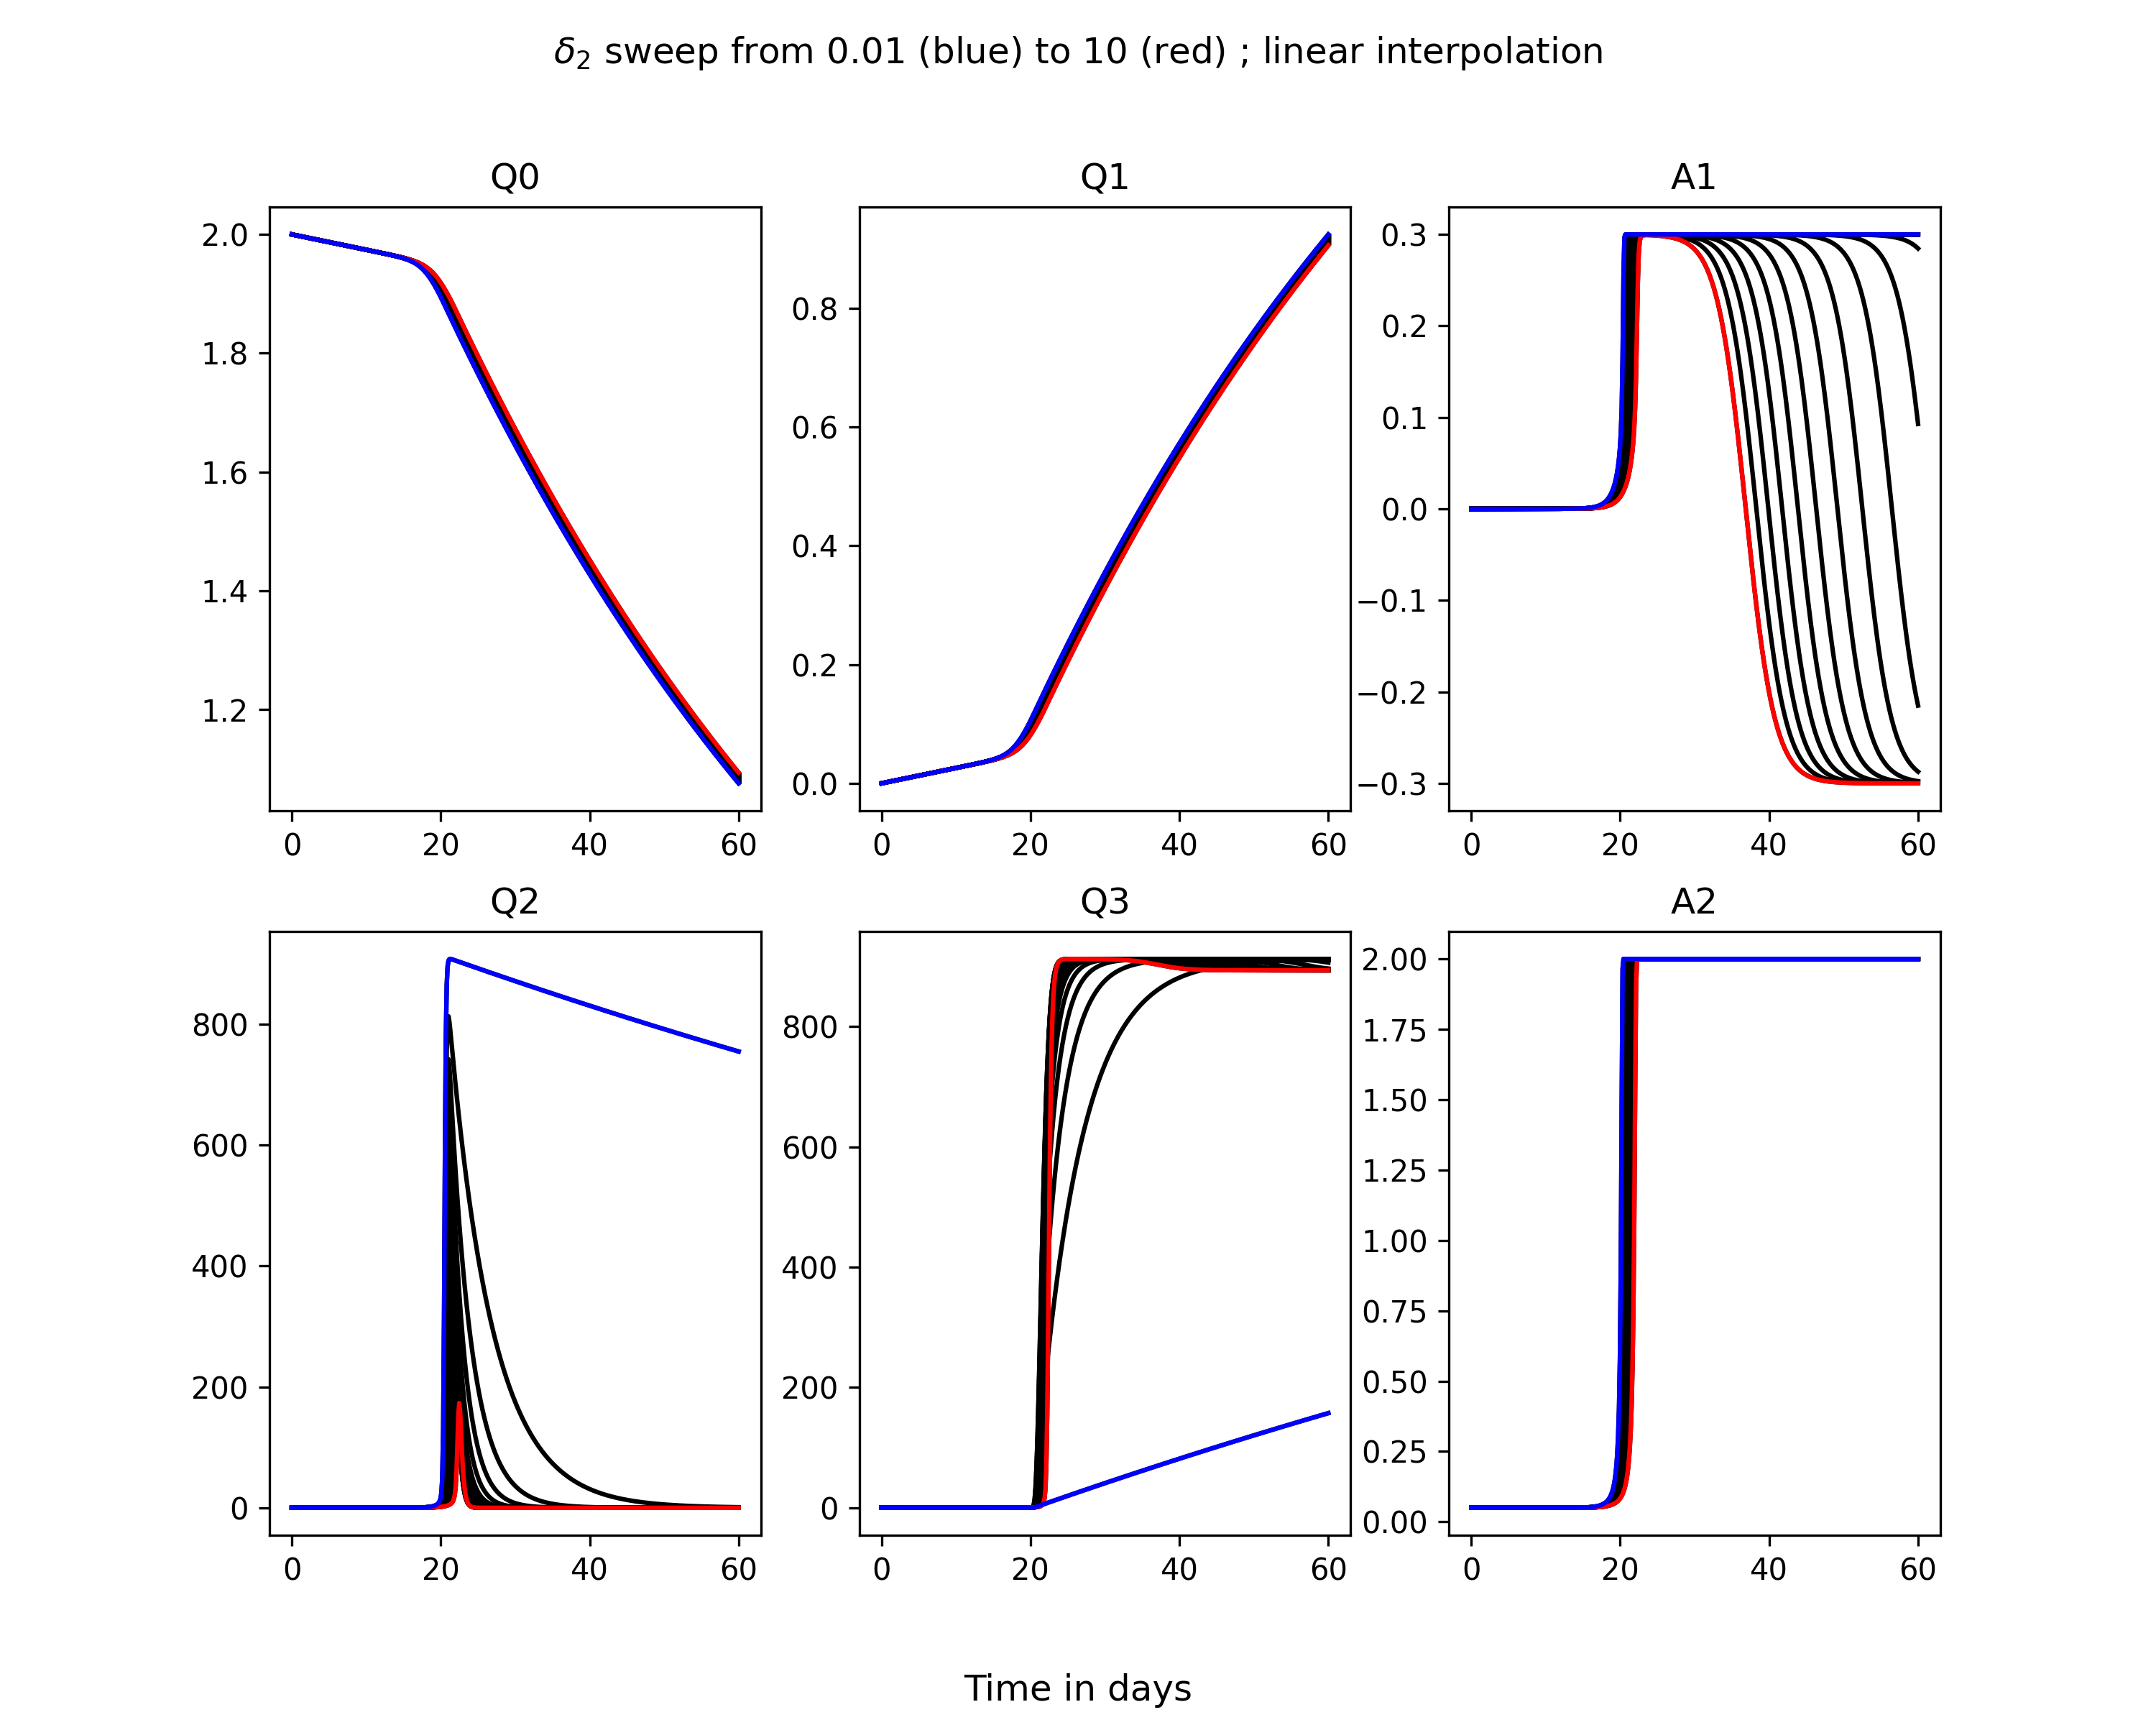 δ₂ sweep from 0.01 (blue) to 10 (red) ; linear interpolation
Q0
Q1
A1
2.0
1.8
1.6
1.4
1.2
0 20 40 60
0.8
0.6
0.4
0.2
0.0
0 20 40 60
0.3
0.2
0.1
0.0
−0.1
−0.2
−0.3
0 20 40 60
Q2
Q3
A2
800
600
400
200
0
0 20 40 60
800
600
400
200
0
0 20 40 60
2.00
1.75
1.50
1.25
1.00
0.75
0.50
0.25
0.00
0 20 40 60
Time in days